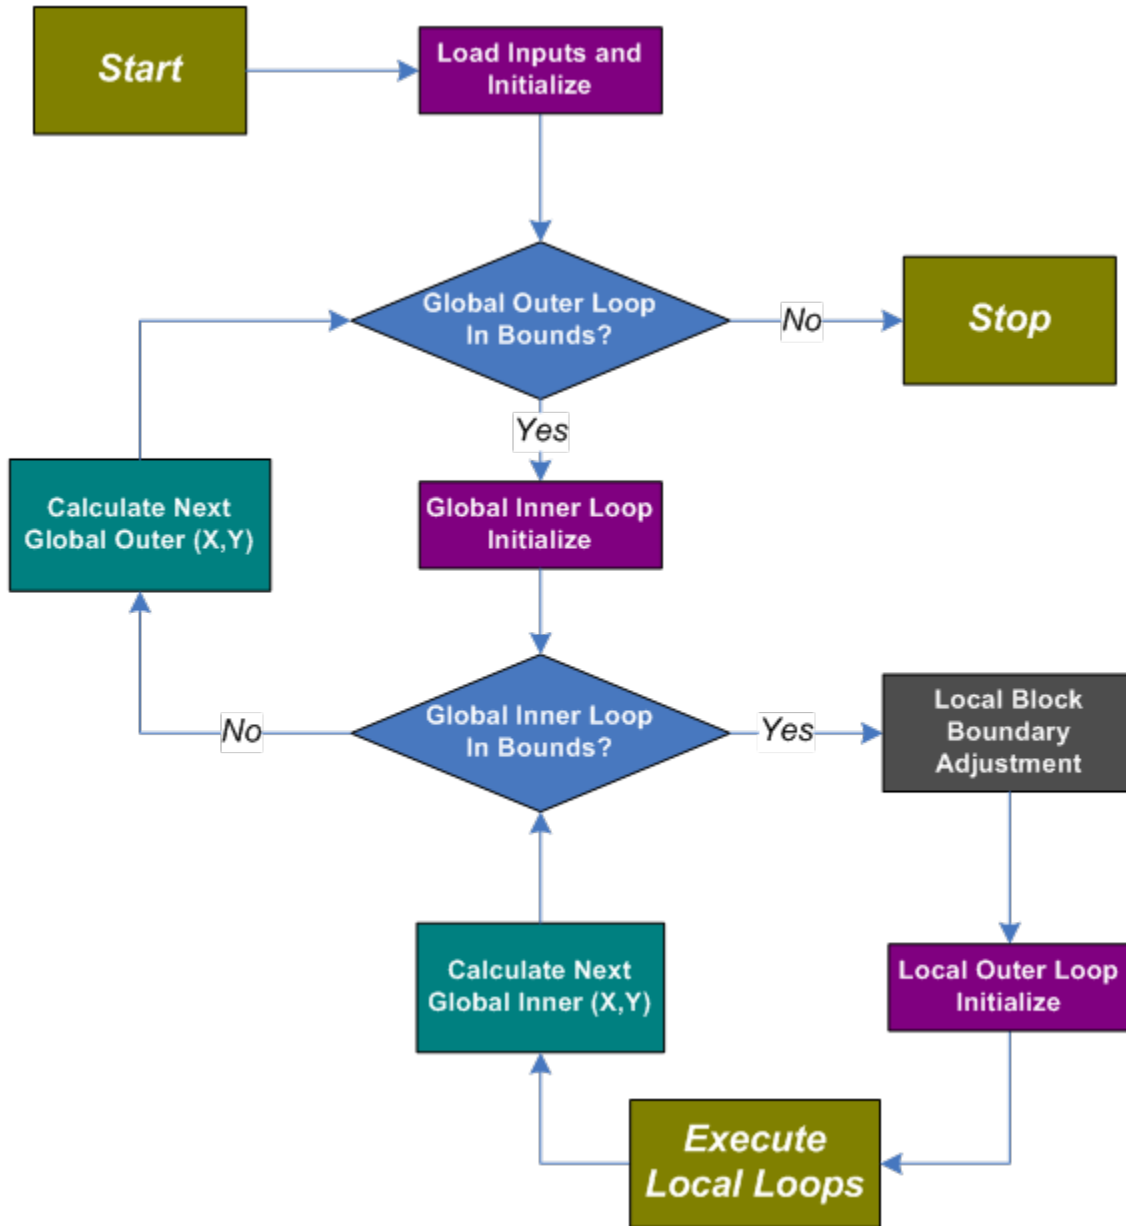 Start
Load Inputs and
Initialize
Global Outer Loop
In Bounds?
No
Stop
Yes
Calculate Next
Global Outer (X,Y)
Global Inner Loop
Initialize
Global Inner Loop
In Bounds?
No
Yes
Local Block
Boundary
Adjustment
Calculate Next
Global Inner (X,Y)
Local Outer Loop
Initialize
Execute
Local Loops